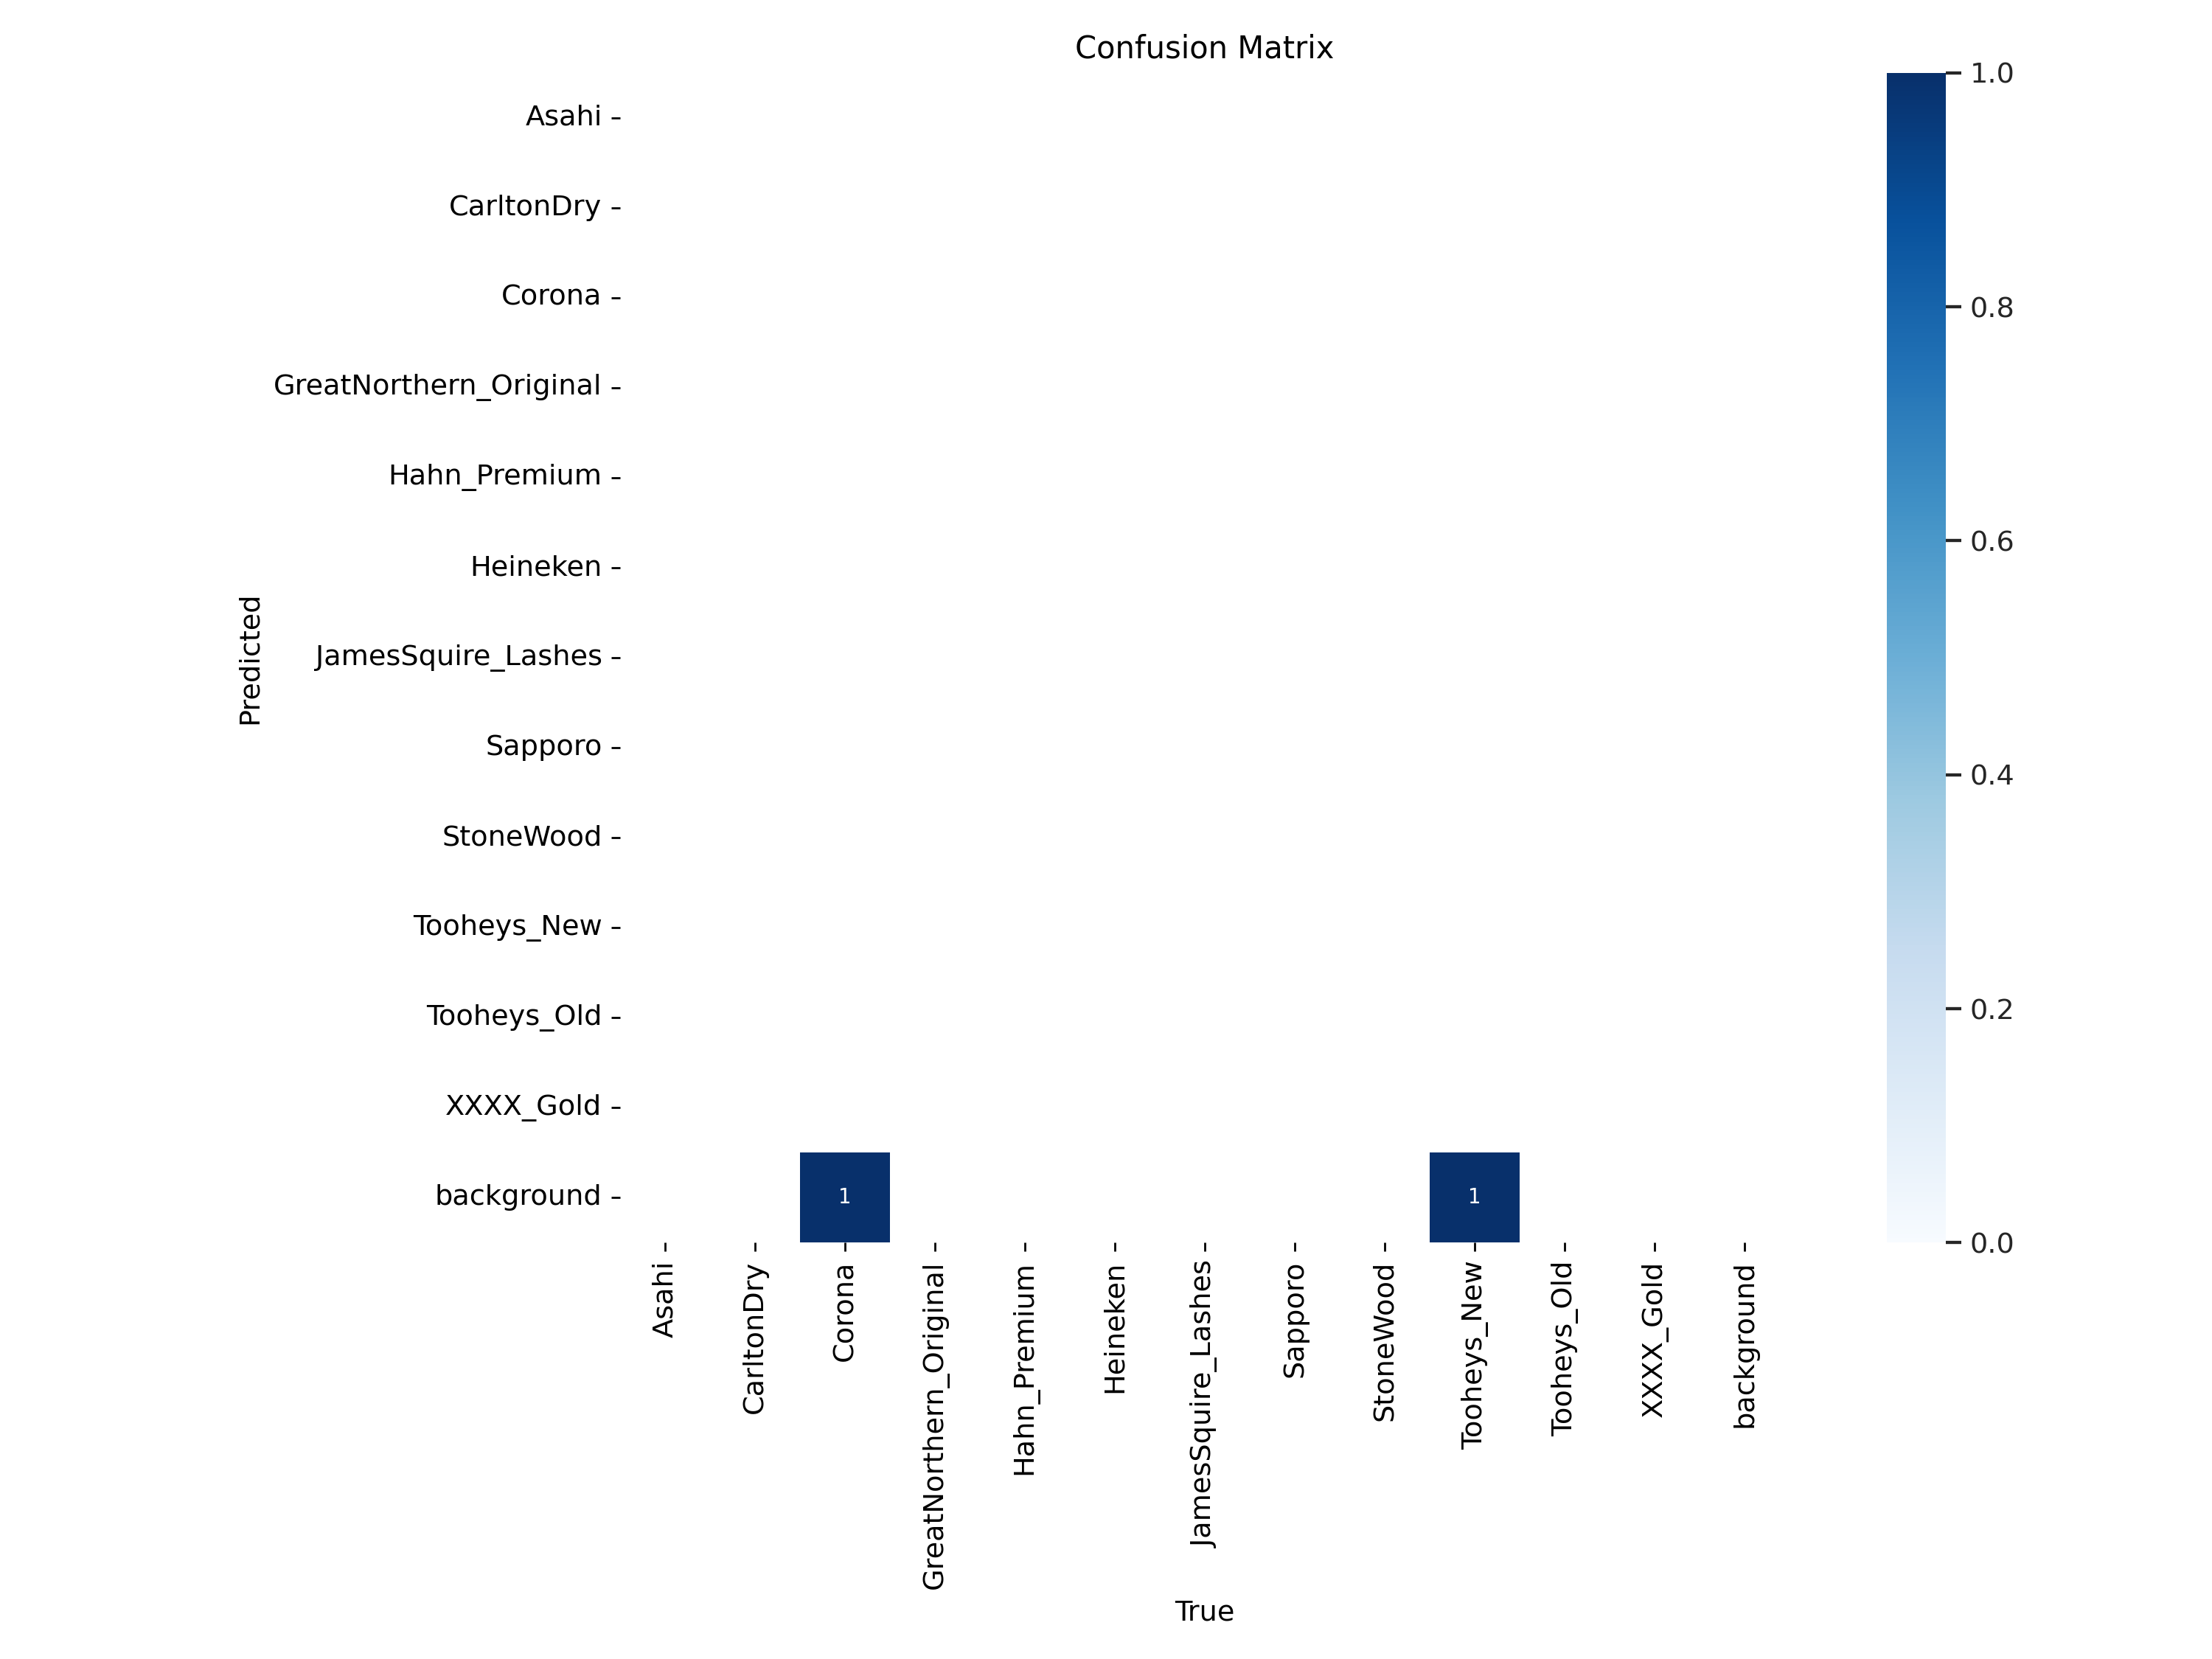 Confusion Matrix
Predicted
Asahi
CarltonDry
Corona
GreatNorthern_Original
Hahn_Premium
Heineken
JamesSquire_Lashes
Sapporo
StoneWood
Tooheys_New
Tooheys_Old
XXXX_Gold
background
1
1
Asahi
CarltonDry
Corona
GreatNorthern_Original
Hahn_Premium
Heineken
JamesSquire_Lashes
Sapporo
StoneWood
Tooheys_New
Tooheys_Old
XXXX_Gold
background
True
1.0
0.8
0.6
0.4
0.2
0.0